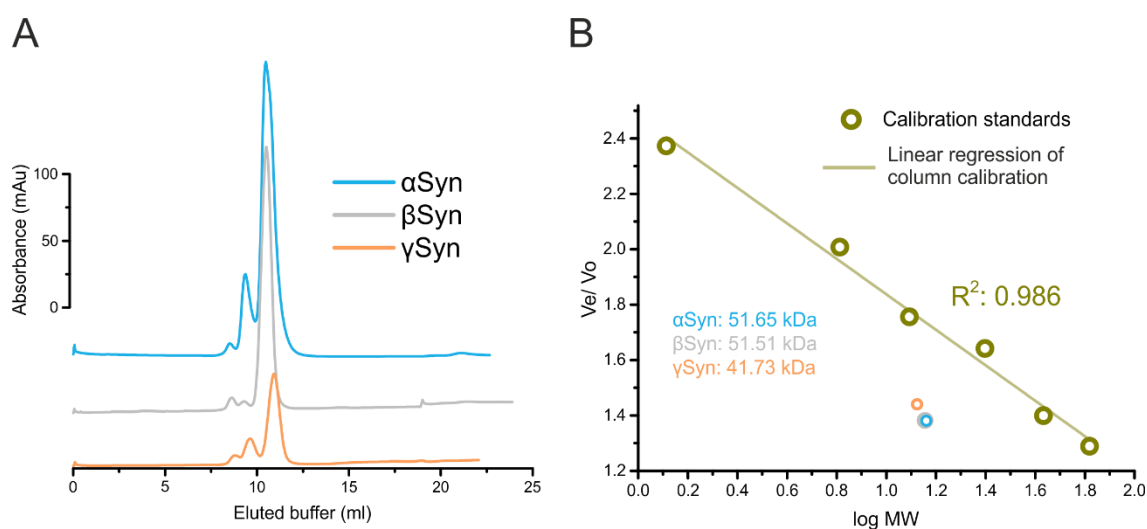 A
Absorbance (mAu)
100
50
0
αSyn
βSyn
γSyn
0
5
10
15
20
25
Eluted buffer (ml)
B
Ve/ Vo
2.4
2.2
2.0
1.8
1.6
1.4
1.2
Calibration standards
Linear regression of
column calibration
R²: 0.986
αSyn: 51.65 kDa
βSyn: 51.51 kDa
γSyn: 41.73 kDa
0.0
0.2
0.4
0.6
0.8
1.0
1.2
1.4
1.6
1.8
2.0
log MW